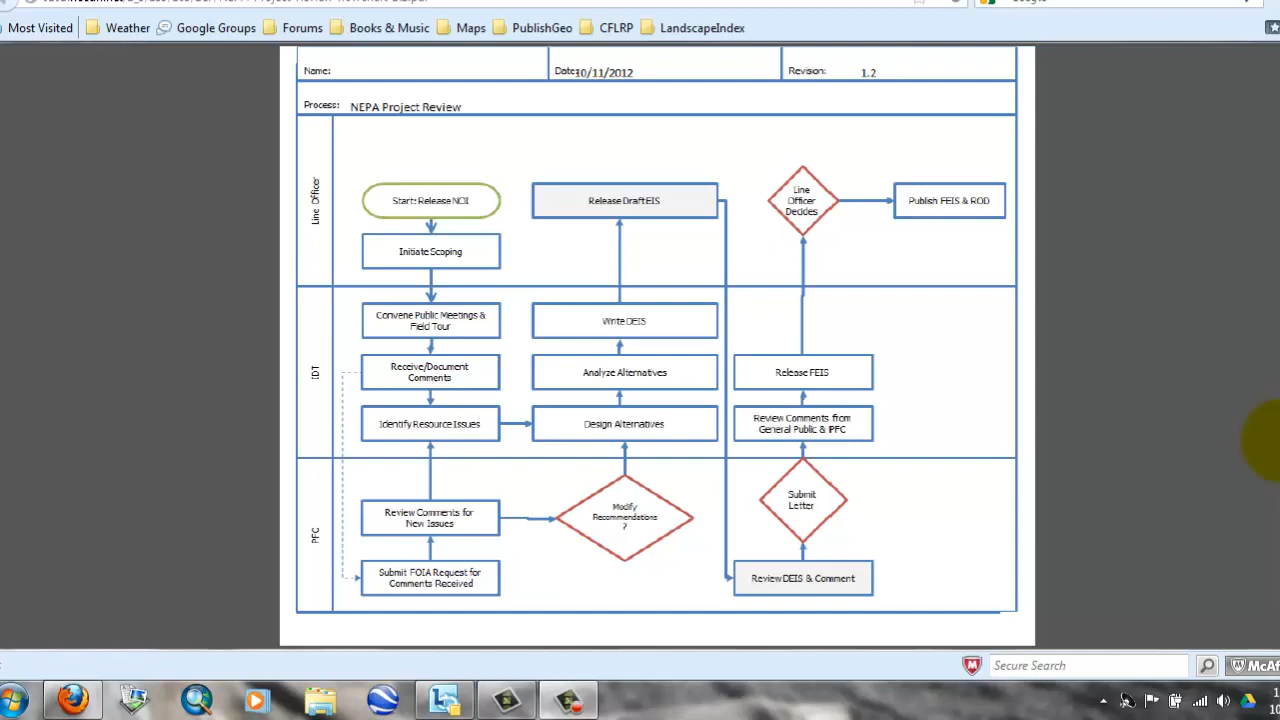 Most Visited Weather Google Groups Forums Books & Music Maps PublishGeo CFLRP LandscapeIndex
Name: Date: 10/11/2012 Revision: 1.2
Process: NEPA Project Review
Line Officer
Start: Release NOI
Initiate Scoping
Release Draft EIS
Line
Officer
Decides
Publish FEIS & ROD
IDT
Convene Public Meetings &
Field Tour
Receive/Document
Comments
Identify Resource Issues
Write DEIS
Analyze Alternatives
Design Alternatives
Release FEIS
Review Comments from
General Public & PFC
PFC
Review Comments for
New Issues
Submit FOIA Request for
Comments Received
Modify
Recommendations
?
Submit
Letter
Review DEIS & Comment
Secure Search